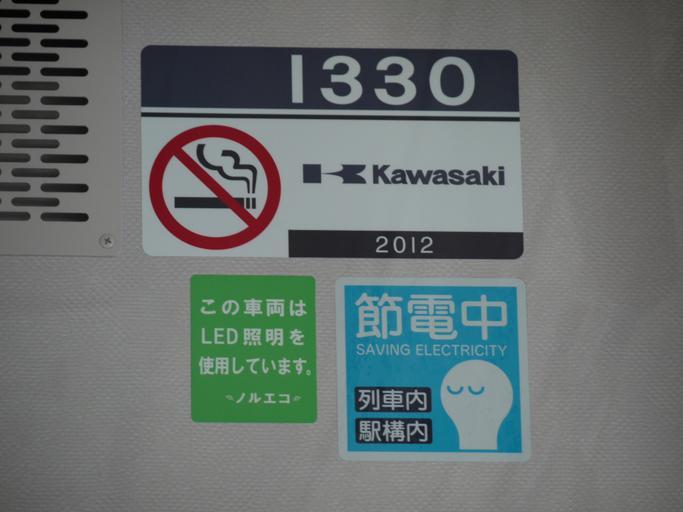 1330
Kawasaki
2012
この車両は
LED照明を
使用しています。
ノルエコ
節電中
SAVING ELECTRICITY
列車内
駅構内